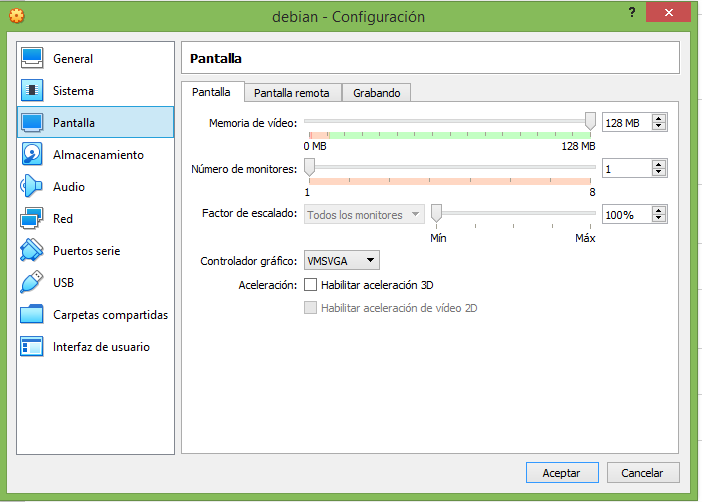 debian - Configuración
?
General
Sistema
Pantalla
Almacenamiento
Audio
Red
Puertos serie
USB
Carpetas compartidas
Interfaz de usuario
Pantalla
Pantalla Pantalla remota Grabando
Memoria de vídeo: 128 MB
0 MB 128 MB
Número de monitores: 1
1 8
Factor de escalado: Todos los monitores 100%
Mín Máx
Controlador gráfico: VMSVGA
Aceleración: Habilitar aceleración 3D
Habilitar aceleración de vídeo 2D
Aceptar Cancelar